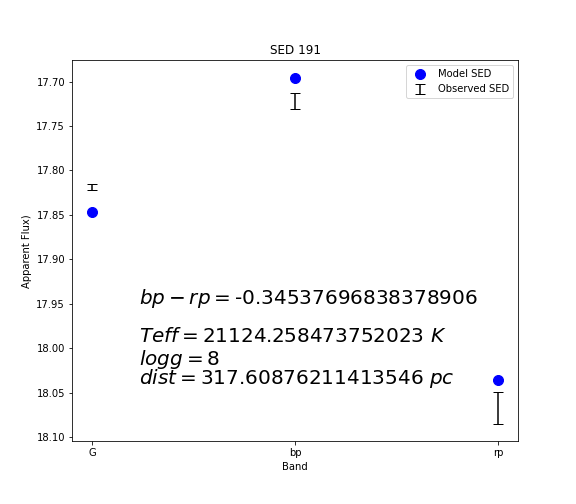 SED 191
Model SED
Observed SED
17.70
17.75
17.80
17.85
17.90
17.95
18.00
18.05
18.10
Apparent Flux)
bp − rp = -0.34537696838378906
Teff = 21124.258473752023 K
logg = 8
dist = 317.60876211413546 pc
G bp rp
Band